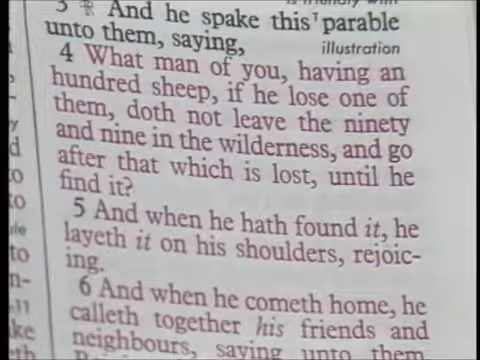 is friendly with
3 And he spake this parable
unto them, saying,
illustration
4 What man of you, having an
hundred sheep, if he lose one of
them, doth not leave the ninety
and nine in the wilderness, and go
after that which is lost, until he
find it?
5 And when he hath found it, he
layeth it on his shoulders, rejoic-
ing.
6 And when he cometh home, he
calleth together his friends and
neighbours, saying unto them